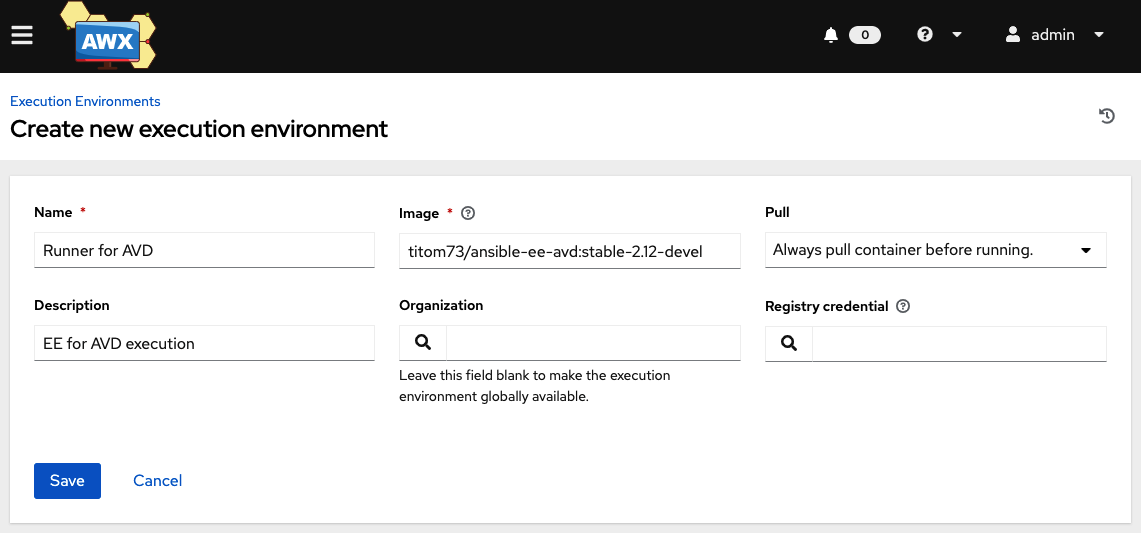 AWX
0
admin
Execution Environments
Create new execution environment
Name *
Image *
Pull
Runner for AVD
titom73/ansible-ee-avd:stable-2.12-devel
Always pull container before running.
Description
Organization
Registry credential
EE for AVD execution
Leave this field blank to make the execution
environment globally available.
Save
Cancel